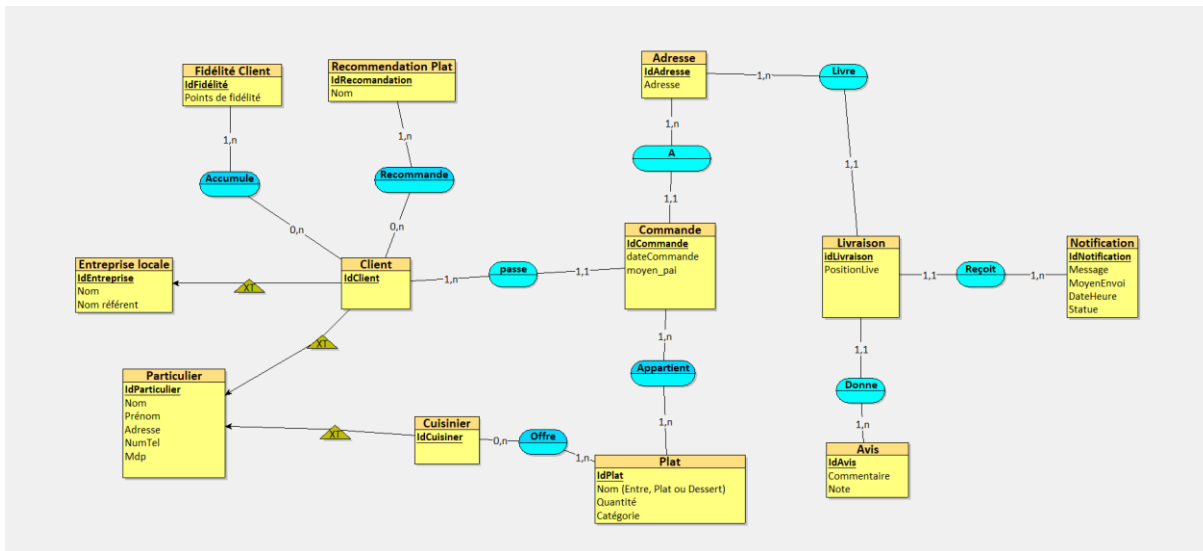 Fidélité Client
IdFidélité
Points de fidélité
1,n
Accumule
0,n
Recommendation Plat
IdRecomandation
Nom
1,n
Recommande
0,n
Adresse
IdAdresse
Adresse
1,n
Livre
1,1
1,n
A
1,1
Entreprise locale
IdEntreprise
Nom
Nom référent
XT
Client
IdClient
1,n
passe
1,1
Commande
IdCommande
dateCommande
moyen_pai
Livraison
idLivraison
PositionLive
1,1
Reçoit
1,n
Notification
IdNotification
Message
MoyenEnvoi
DateHeure
Statue
XT
Particulier
IdParticulier
Nom
Prénom
Adresse
NumTel
Mdp
XT
Cuisinier
IdCuisiner
0,n
Offre
1,n
1,n
Appartient
1,n
Plat
IdPlat
Nom (Entre, Plat ou Dessert)
Quantité
Catégorie
1,1
Donne
1,n
Avis
IdAvis
Commentaire
Note